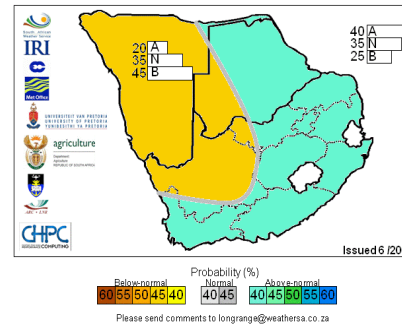 South African
Weather Service
IRI
Met Office
UNIVERSITEIT VAN PRETORIA
UNIVERSITY OF PRETORIA
YUNIBESITHI YA PRETORIA
agriculture
Department:
Agriculture
REPUBLIC OF SOUTH AFRICA
CHPC
COMPUTING
20 A
35 N
45 B
40 A
35 N
25 B
Issued 6 /20
Probability (%)
Below-normal Normal Above-normal
60 55 50 45 40 40 45 40 45 50 55 60
Please send comments to longrange@weathersa.co.za